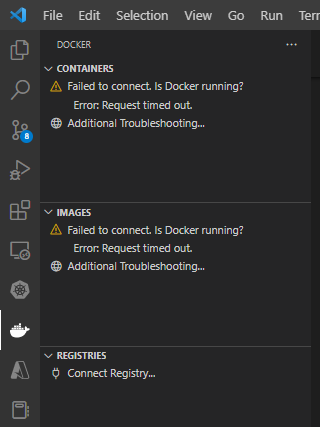 File Edit Selection View Go Run Term
DOCKER
CONTAINERS
Failed to connect. Is Docker running?
Error: Request timed out.
Additional Troubleshooting...
8
IMAGES
Failed to connect. Is Docker running?
Error: Request timed out.
Additional Troubleshooting...
REGISTRIES
Connect Registry...